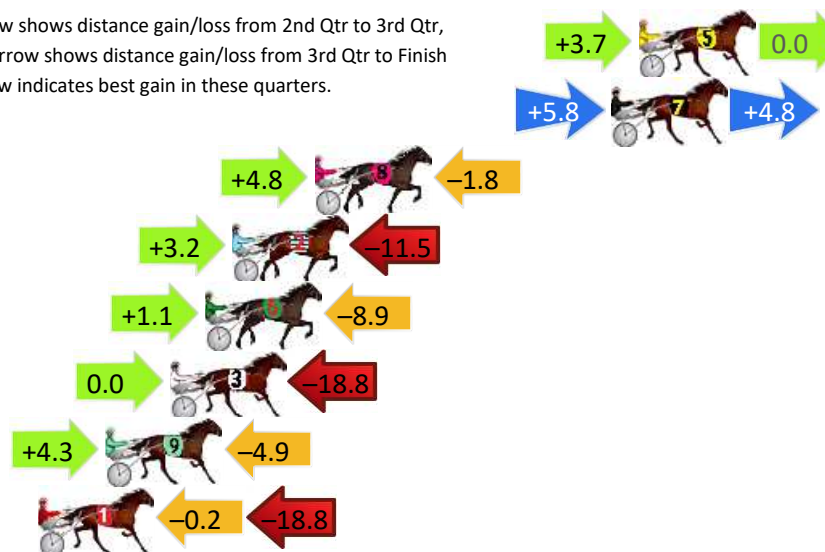 w shows distance gain/loss from 2nd Qtr to 3rd Qtr,
rrow shows distance gain/loss from 3rd Qtr to Finish
w indicates best gain in these quarters.
+3.7 5 0.0
+5.8 7 +4.8
+4.8 8 –1.8
+3.2 –11.5
+1.1 –8.9
0.0 3 –18.8
+4.3 9 –4.9
1 –0.2 –18.8